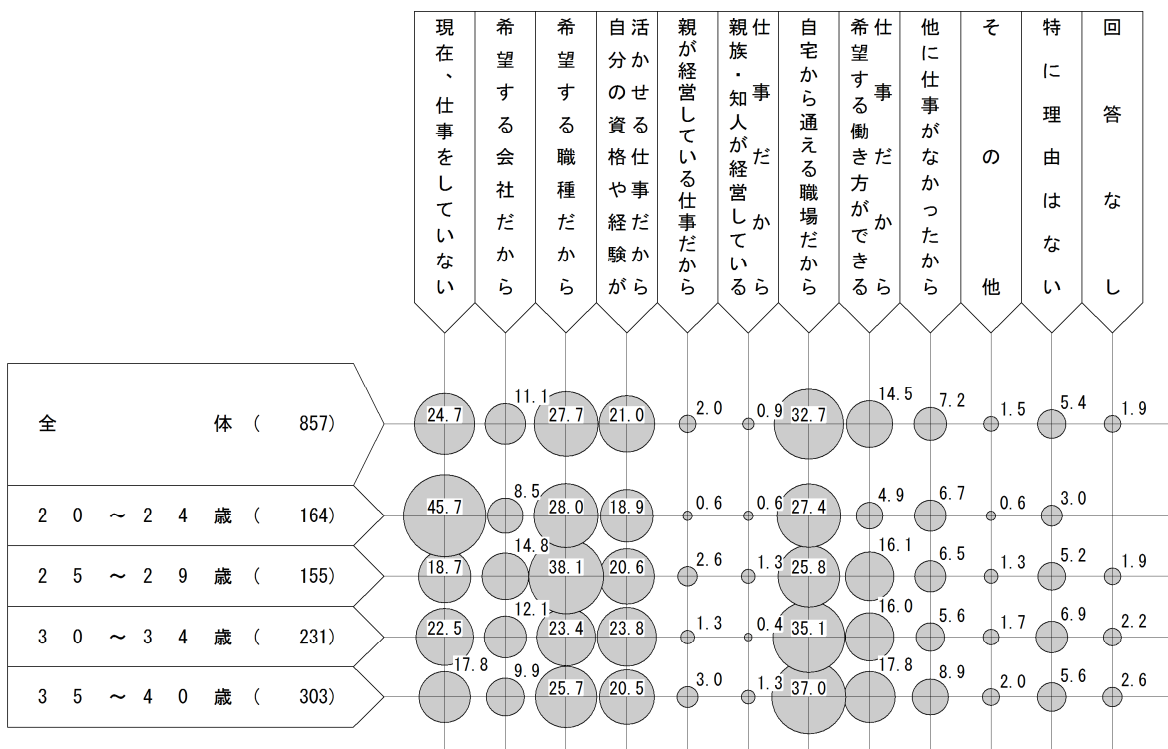 現在、仕事をしていない
希望する会社だから
希望する職種だから
自分の資格や経験が
活かせる仕事だから
親が経営している仕事だから
親族・知人が経営している
仕事だから
自宅から通える職場だから
希望する働き方ができる
仕事だから
他に仕事がなかったから
その他
特に理由はない
回答なし
全体(857) 24.7 11.1 27.7 21.0 2.0 0.9 32.7 14.5 7.2 1.5 5.4 1.9
20～24歳(164) 45.7 8.5 28.0 18.9 0.6 0.6 27.4 4.9 6.7 0.6 3.0
25～29歳(155) 18.7 14.8 38.1 20.6 2.6 1.3 25.8 16.1 6.5 1.3 5.2 1.9
30～34歳(231) 22.5 12.1 23.4 23.8 1.3 0.4 35.1 16.0 5.6 1.7 6.9 2.2
35～40歳(303) 17.8 9.9 25.7 20.5 3.0 1.3 37.0 17.8 8.9 2.0 5.6 2.6